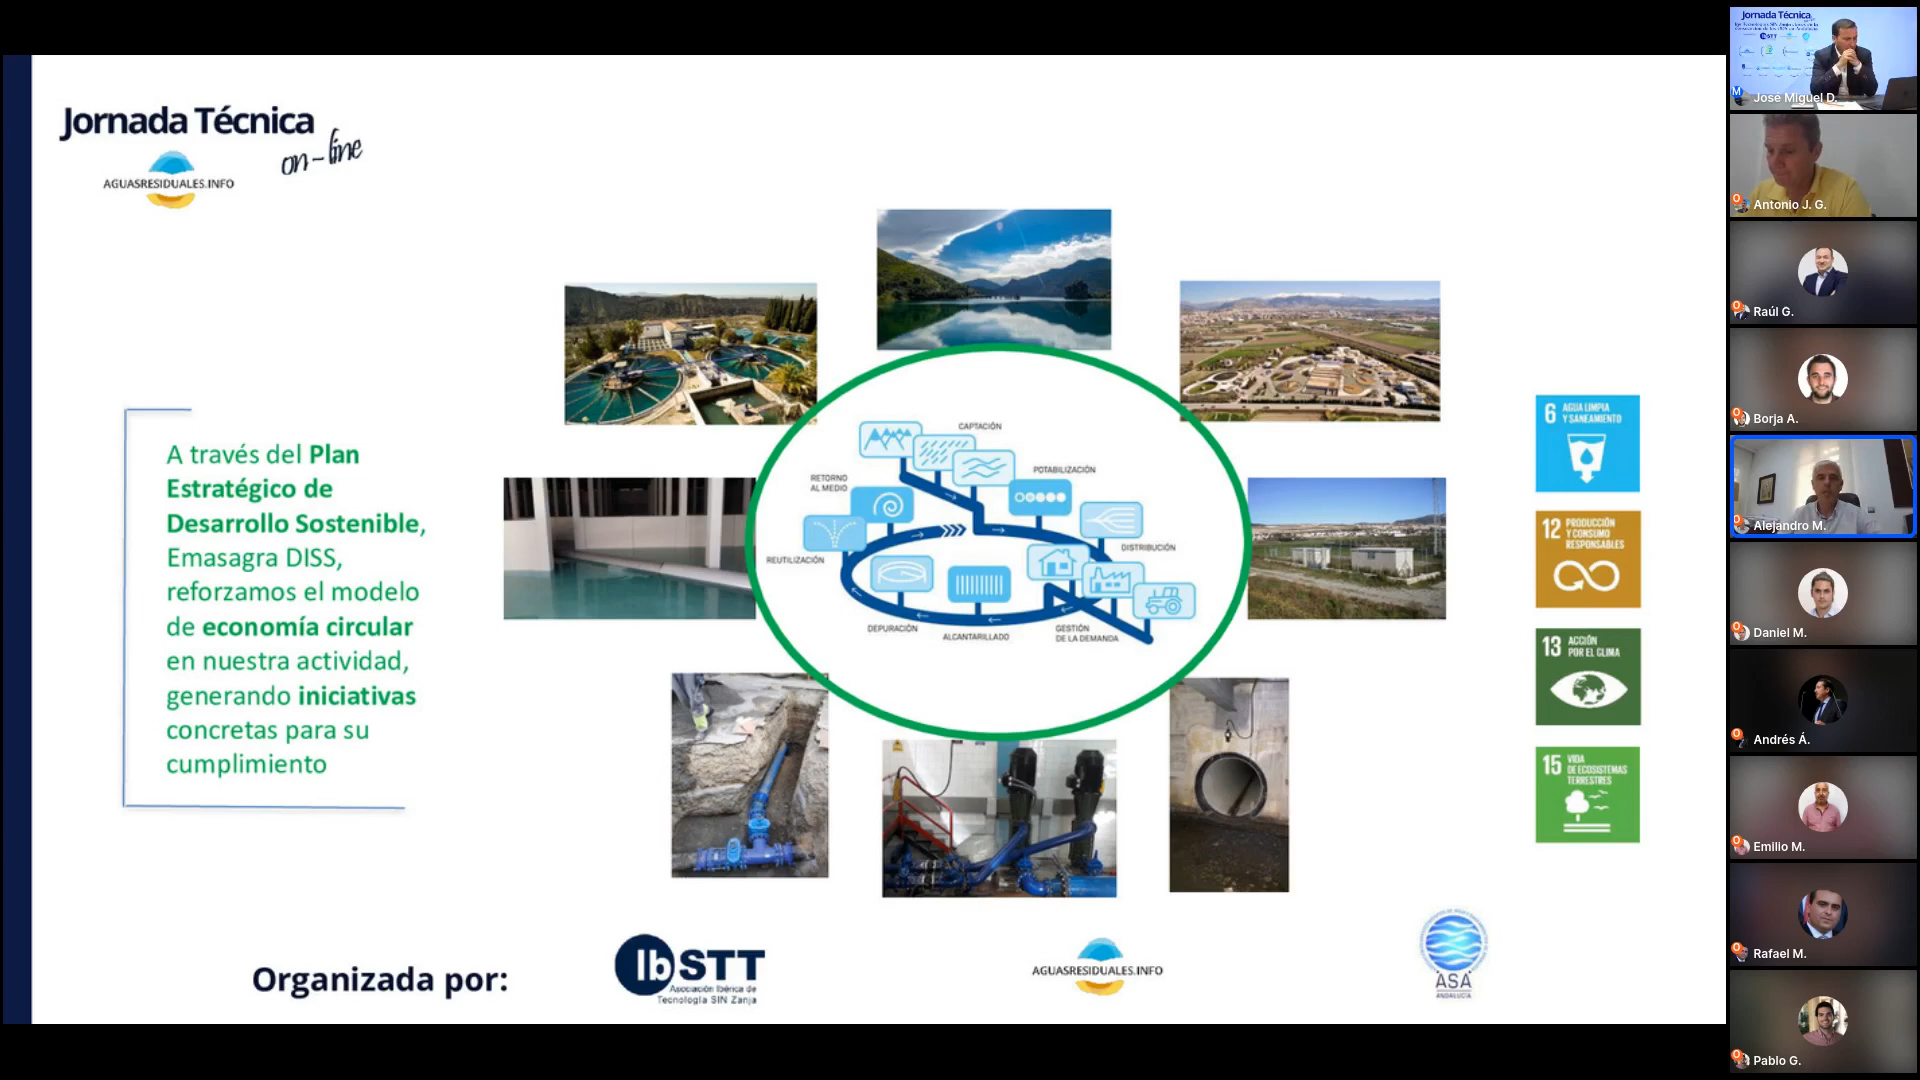 Jornada Técnica
on-line
AGUASRESIDUALES.INFO
A través del Plan
Estratégico de
Desarrollo Sostenible,
Emasagra DISS,
reforzamos el modelo
de economía circular
en nuestra actividad,
generando iniciativas
concretas para su
cumplimiento
CAPTACIÓN
POTABILIZACIÓN
RETORNO
AL MEDIO
DISTRIBUCIÓN
REUTILIZACIÓN
DEPURACIÓN
ALCANTARILLADO
GESTIÓN
DE LA DEMANDA
6 AGUA LIMPIA
Y SANEAMIENTO
12 PRODUCCIÓN
Y CONSUMO
RESPONSABLES
13 ACCIÓN
POR EL CLIMA
15 VIDA
DE ECOSISTEMAS
TERRESTRES
Organizada por:
IbSTT
Asociación Ibérica de
Tecnología SIN Zanja
AGUASRESIDUALES.INFO
ASA
ANDALUCÍA
Jornada Técnica
IbSTT
José Miguel D.
Antonio J. G.
Raúl G.
Borja A.
Alejandro M.
Daniel M.
Andrés Á.
Emilio M.
Rafael M.
Pablo G.